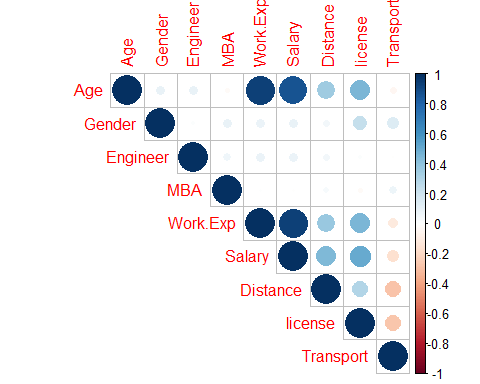 Age
Gender
Engineer
MBA
Work.Exp
Salary
Distance
license
Transport
Age
Gender
Engineer
MBA
Work.Exp
Salary
Distance
license
Transport
1
0.8
0.6
0.4
0.2
0
-0.2
-0.4
-0.6
-0.8
-1